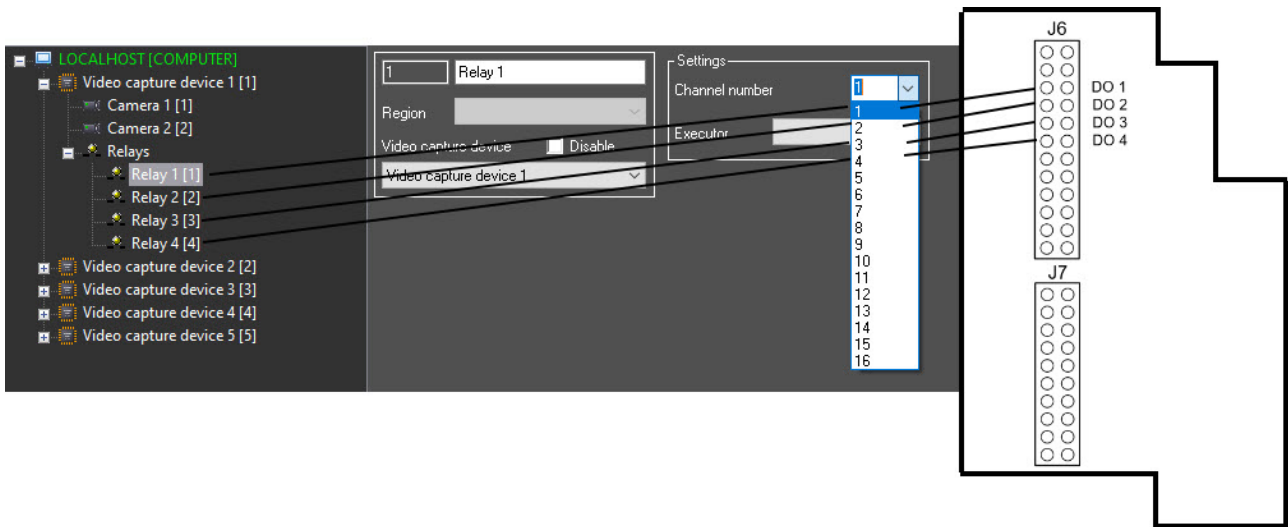 LOCALHOST [COMPUTER]
Video capture device 1 [1]
Camera 1 [1]
Camera 2 [2]
Relays
Relay 1 [1]
Relay 2 [2]
Relay 3 [3]
Relay 4 [4]
Video capture device 2 [2]
Video capture device 3 [3]
Video capture device 4 [4]
Video capture device 5 [5]
1
Relay 1
Region
Video capture device
Disable
Video capture device 1
Settings
Channel number
1
Executor
1
2
3
4
5
6
7
8
9
10
11
12
13
14
15
16
J6
DO 1
DO 2
DO 3
DO 4
J7